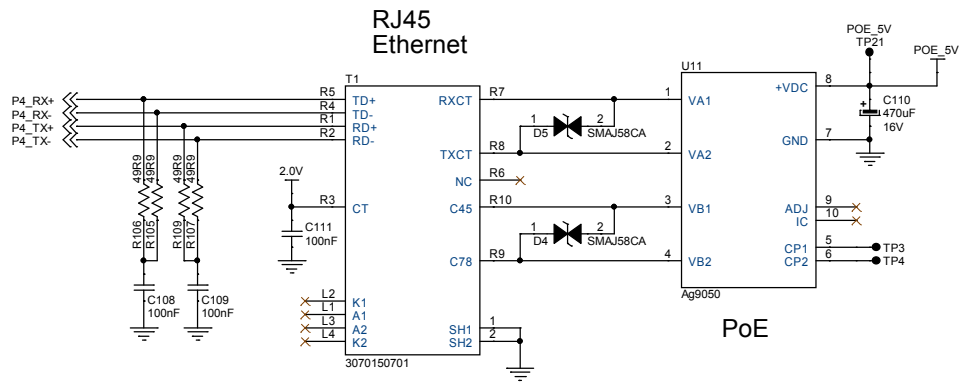 RJ45
Ethernet
POE_5V
TP21
POE_5V
T1
U11
P4_RX+
P4_RX-
P4_TX+
P4_TX-
R5
R4
R1
R2
TD+
TD-
RD+
RD-
RXCT
R7
1
VA1
+VDC
8
C110
470uF
16V
1
2
D5
SMAJ58CA
TXCT
R8
2
VA2
GND
7
49R9
49R9
49R9
49R9
R106
R105
R109
R107
2.0V
NC
R6
R3
CT
C45
R10
3
VB1
ADJ
9
IC
10
C111
100nF
1
2
D4
SMAJ58CA
CP1
5
TP3
C78
R9
4
VB2
CP2
6
TP4
C108
100nF
C109
100nF
L2
K1
L1
A1
L3
A2
L4
K2
SH1
1
SH2
2
3070150701
Ag9050
PoE